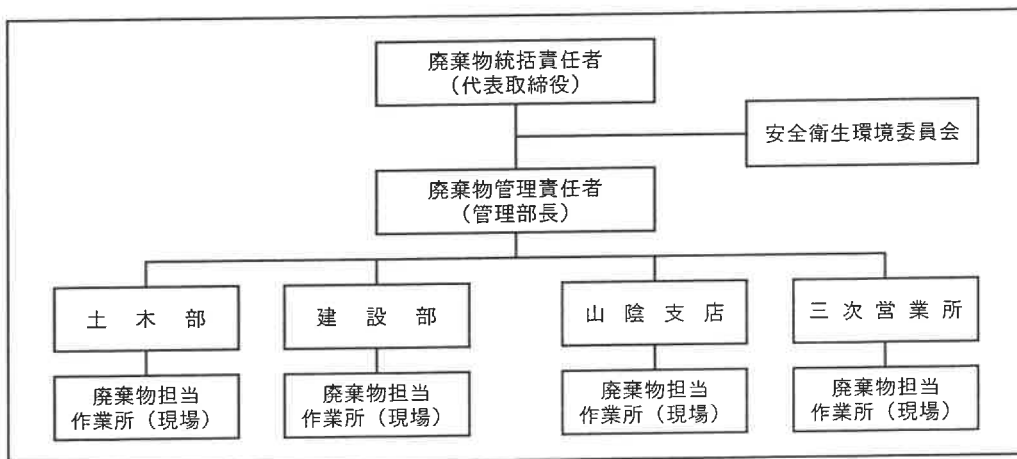 廃棄物統括責任者
（代表取締役）
安全衛生環境委員会
廃棄物管理責任者
（管理部長）
土木部
建設部
山陰支店
三次営業所
廃棄物担当
作業所（現場）
廃棄物担当
作業所（現場）
廃棄物担当
作業所（現場）
廃棄物担当
作業所（現場）